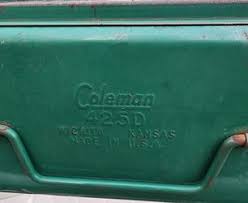 Coleman
425D
WICHITA KANSAS
MADE IN U.S.A.